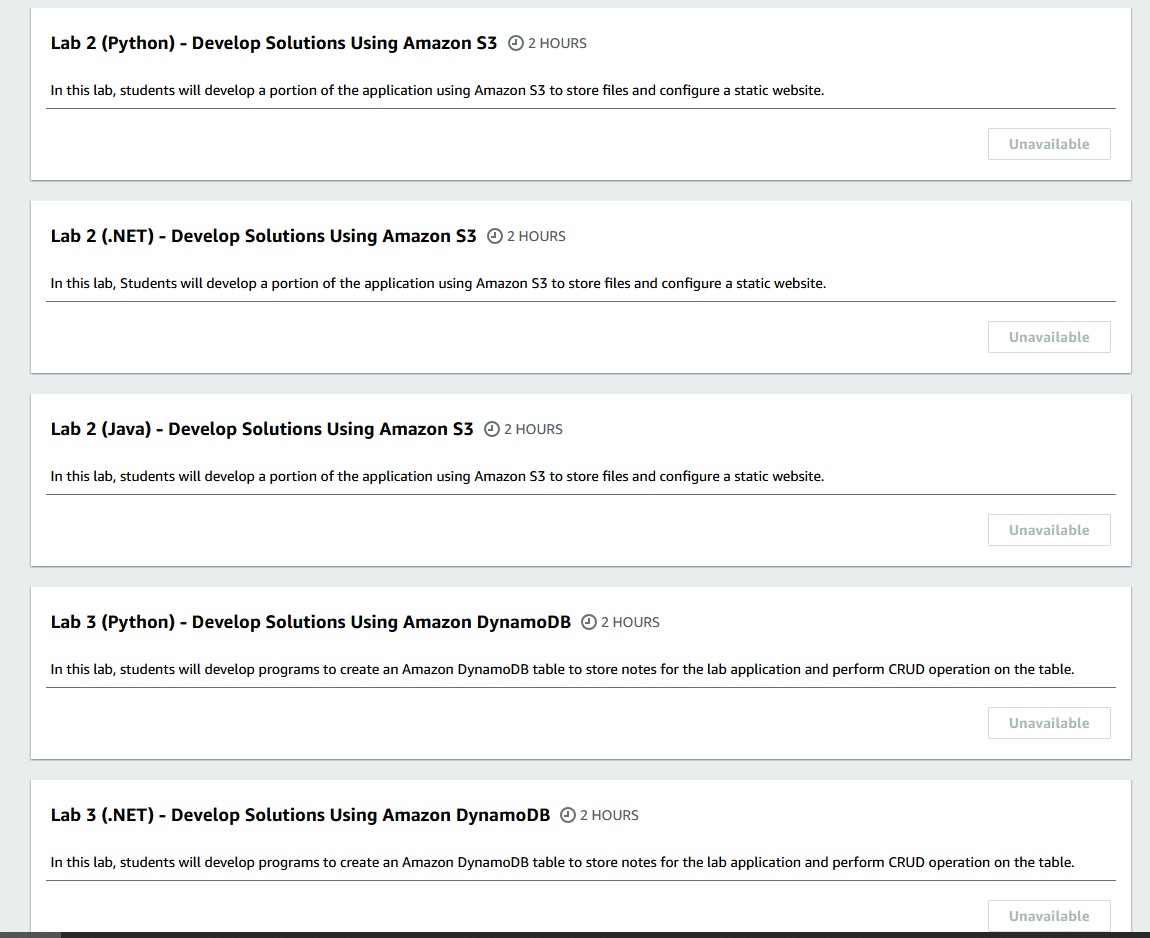 Lab 2 (Python) - Develop Solutions Using Amazon S3 2 HOURS
In this lab, students will develop a portion of the application using Amazon S3 to store files and configure a static website.
Unavailable
Lab 2 (.NET) - Develop Solutions Using Amazon S3 2 HOURS
In this lab, Students will develop a portion of the application using Amazon S3 to store files and configure a static website.
Unavailable
Lab 2 (Java) - Develop Solutions Using Amazon S3 2 HOURS
In this lab, students will develop a portion of the application using Amazon S3 to store files and configure a static website.
Unavailable
Lab 3 (Python) - Develop Solutions Using Amazon DynamoDB 2 HOURS
In this lab, students will develop programs to create an Amazon DynamoDB table to store notes for the lab application and perform CRUD operation on the table.
Unavailable
Lab 3 (.NET) - Develop Solutions Using Amazon DynamoDB 2 HOURS
In this lab, students will develop programs to create an Amazon DynamoDB table to store notes for the lab application and perform CRUD operation on the table.
Unavailable